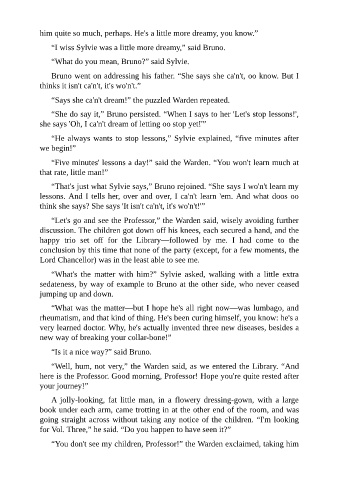 him quite so much, perhaps. He's a little more dreamy, you know.”
“I wiss Sylvie was a little more dreamy,” said Bruno.
“What do you mean, Bruno?” said Sylvie.
Bruno went on addressing his father. “She says she ca'n't, oo know. But I
thinks it isn't ca'n't, it's wo'n't.”
“Says she ca'n't dream!” the puzzled Warden repeated.
“She do say it,” Bruno persisted. “When I says to her 'Let's stop lessons!',
she says 'Oh, I ca'n't dream of letting oo stop yet!'”
“He always wants to stop lessons,” Sylvie explained, “five minutes after
we begin!”
“Five minutes' lessons a day!” said the Warden. “You won't learn much at
that rate, little man!”
“That's just what Sylvie says,” Bruno rejoined. “She says I wo'n't learn my
lessons. And I tells her, over and over, I ca'n't learn 'em. And what doos oo
think she says? She says 'It isn't ca'n't, it's wo'n't!'”
“Let's go and see the Professor,” the Warden said, wisely avoiding further
discussion. The children got down off his knees, each secured a hand, and the
happy trio set off for the Library—followed by me. I had come to the
conclusion by this time that none of the party (except, for a few moments, the
Lord Chancellor) was in the least able to see me.
“What's the matter with him?” Sylvie asked, walking with a little extra
sedateness, by way of example to Bruno at the other side, who never ceased
jumping up and down.
“What was the matter—but I hope he's all right now—was lumbago, and
rheumatism, and that kind of thing. He's been curing himself, you know: he's a
very learned doctor. Why, he's actually invented three new diseases, besides a
new way of breaking your collar-bone!”
“Is it a nice way?” said Bruno.
“Well, hum, not very,” the Warden said, as we entered the Library. “And
here is the Professor. Good morning, Professor! Hope you're quite rested after
your journey!”
A jolly-looking, fat little man, in a flowery dressing-gown, with a large
book under each arm, came trotting in at the other end of the room, and was
going straight across without taking any notice of the children. “I'm looking
for Vol. Three,” he said. “Do you happen to have seen it?”
“You don't see my children, Professor!” the Warden exclaimed, taking him